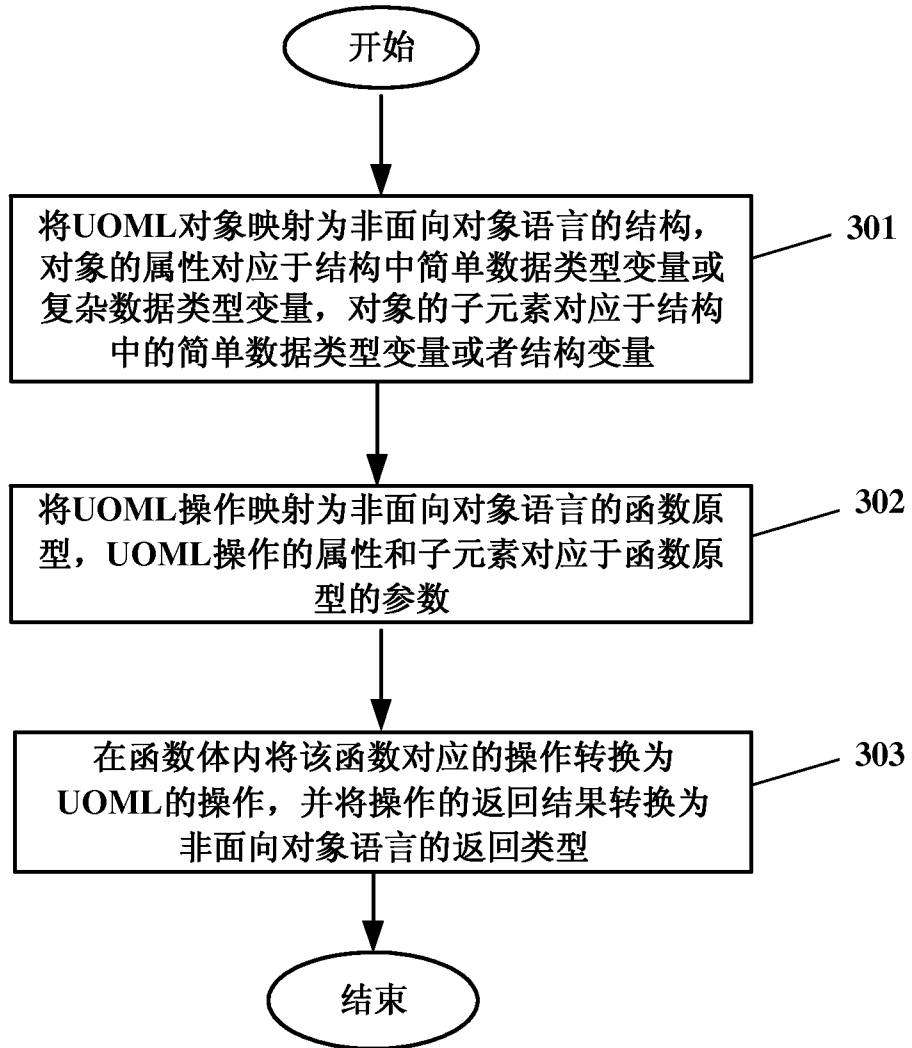 开始
将UOML对象映射为非面向对象语言的结构，
对象的属性对应于结构中简单数据类型变量或
复杂数据类型变量，对象的子元素对应于结构
中的简单数据类型变量或者结构变量
301
将UOML操作映射为非面向对象语言的函数原
型，UOML操作的属性和子元素对应于函数原
型的参数
302
在函数体内将该函数对应的操作转换为
UOML的操作，并将操作的返回结果转换为
非面向对象语言的返回类型
303
结束